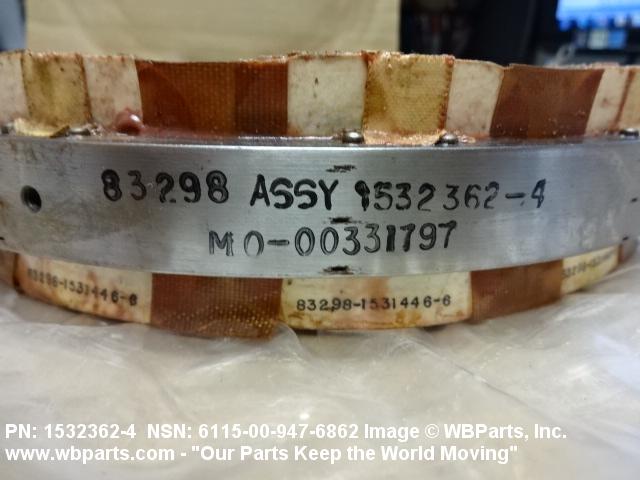 83298 ASSY 1532362-4
MO-00331797
83298-1531446-6
83298-1531446-6
PN: 1532362-4 NSN: 6115-00-947-6862 Image © WBParts, Inc.
www.wbparts.com - "Our Parts Keep the World Moving"